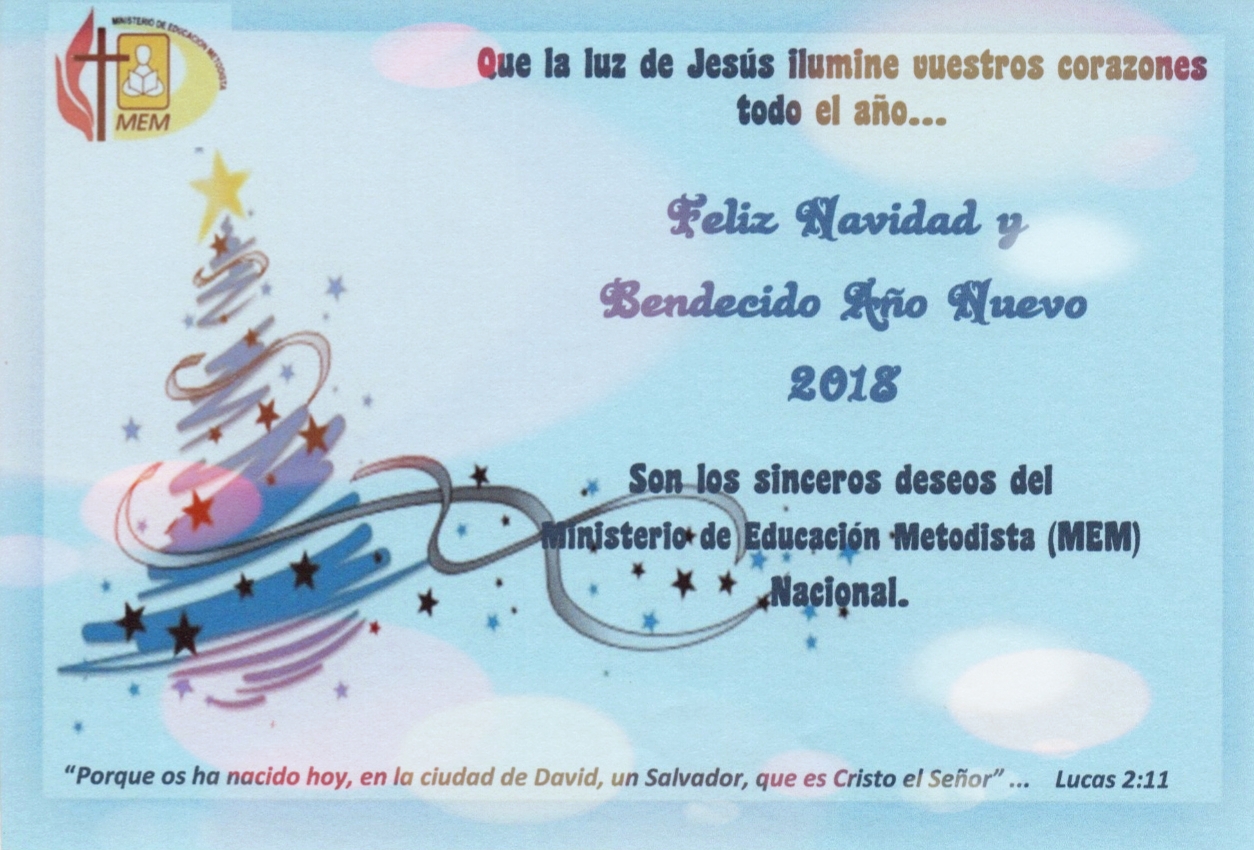 MINISTERIO DE EDUCACION METODISTA
MEM
Que la luz de Jesús ilumine vuestros corazones
todo el año...
Feliz Navidad y
Bendecido Año Nuevo
2018
Son los sinceros deseos del
Ministerio de Educación Metodista (MEM)
Nacional.
“Porque os ha nacido hoy, en la ciudad de David, un Salvador, que es Cristo el Señor” ... Lucas 2:11